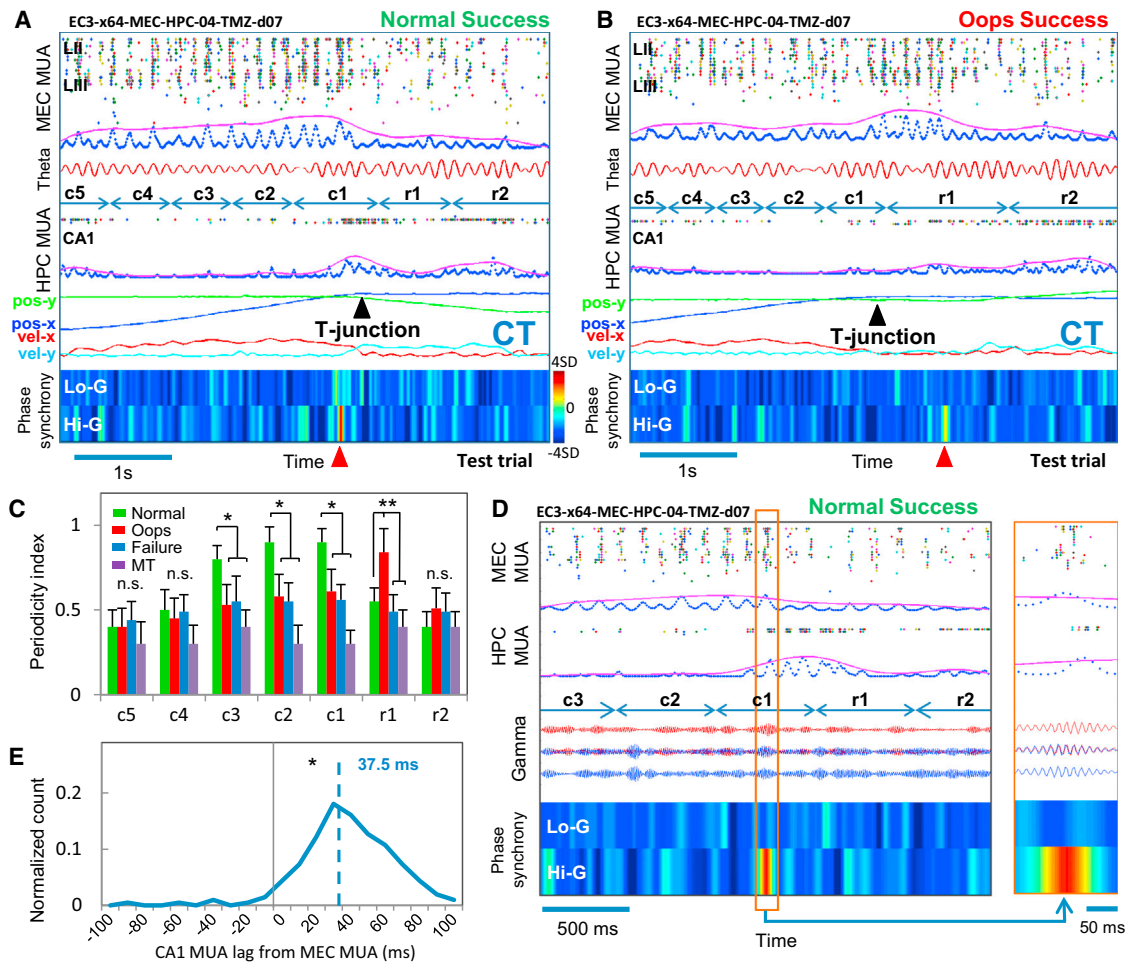 A
EC3-x64-MEC-HPC-04-TMZ-d07
Normal Success
MEC MUA
LII
LIII
Theta
c5 c4 c3 c2 c1 r1 r2
HPC MUA
CA1
pos-y
pos-x
T-junction
CT
vel-x
vel-y
4SD
0
-4SD
Phase synchrony
Lo-G
Hi-G
1s
Time
Test trial
B
EC3-x64-MEC-HPC-04-TMZ-d07
Oops Success
MEC MUA
LII
LIII
Theta
c5 c4 c3 c2 c1 r1 r2
HPC MUA
CA1
pos-y
pos-x
T-junction
CT
vel-x
vel-y
Phase synchrony
Lo-G
Hi-G
1s
Time
Test trial
C
Periodicity index
1
0.5
0
Normal
Oops
Failure
MT
n.s. n.s. * * * ** n.s.
c5 c4 c3 c2 c1 r1 r2
D
EC3-x64-MEC-HPC-04-TMZ-d07
Normal Success
MEC MUA
HPC MUA
c3 c2 c1 r1 r2
Gamma
Phase synchrony
Lo-G
Hi-G
500 ms
Time
50 ms
E
Normalized count
0.2
0.1
0
*
37.5 ms
-100 -80 -60 -40 -20 0 20 40 60 80 100
CA1 MUA lag from MEC MUA (ms)